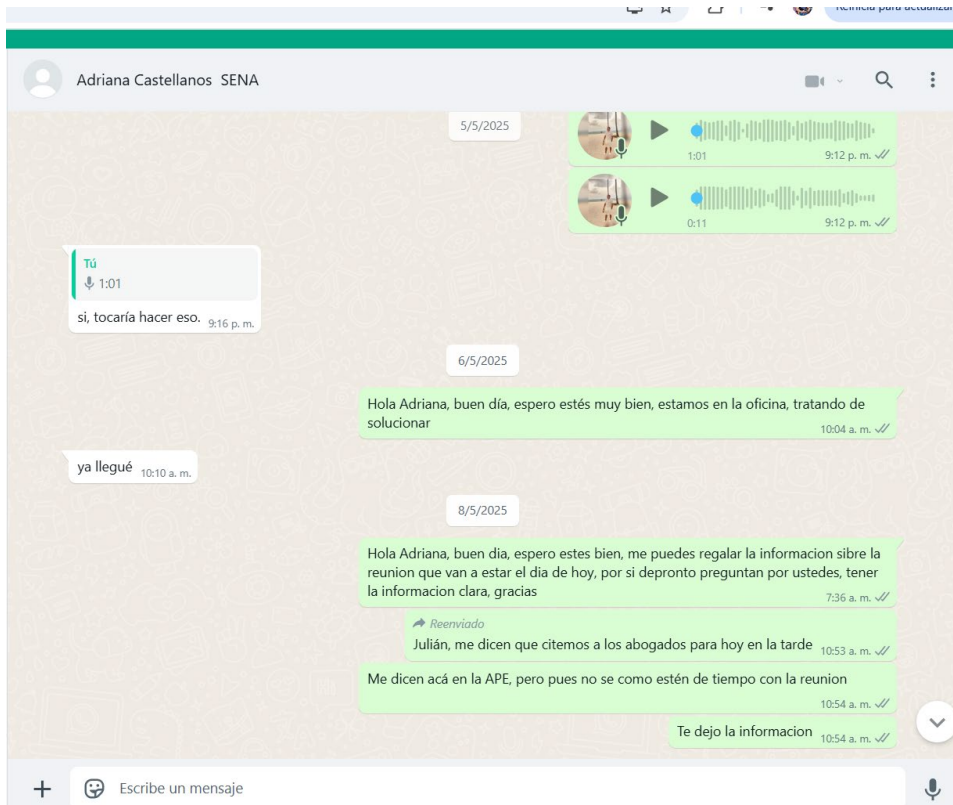 Reinicia para actualizar
Adriana Castellanos SENA
5/5/2025
1:01
9:12 p. m.
0:11
9:12 p. m.
Tú
1:01
si, tocaría hacer eso.
9:16 p. m.
6/5/2025
Hola Adriana, buen día, espero estés muy bien, estamos en la oficina, tratando de
solucionar
10:04 a. m.
ya llegué
10:10 a. m.
8/5/2025
Hola Adriana, buen dia, espero estes bien, me puedes regalar la informacion sibre la
reunion que van a estar el dia de hoy, por si depronto preguntan por ustedes, tener
la informacion clara, gracias
7:36 a. m.
Reenviado
Julián, me dicen que citemos a los abogados para hoy en la tarde
10:53 a. m.
Me dicen acá en la APE, pero pues no se como estén de tiempo con la reunion
10:54 a. m.
Te dejo la informacion
10:54 a. m.
Escribe un mensaje